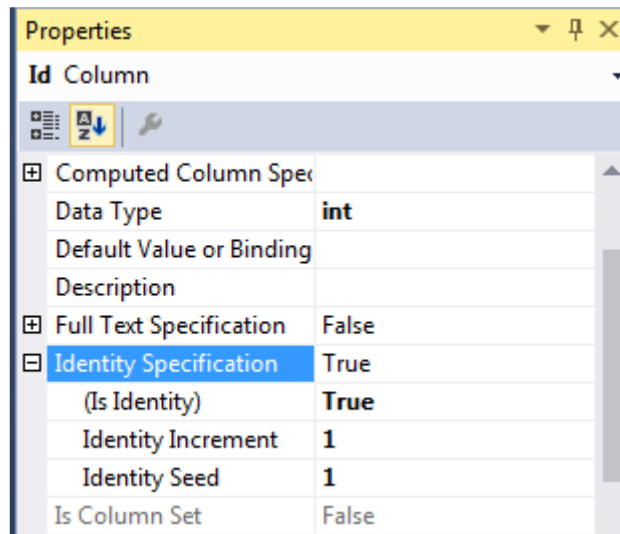 Properties
Id Column
Computed Column Spec
Data Type int
Default Value or Binding
Description
Full Text Specification False
Identity Specification True
(Is Identity) True
Identity Increment 1
Identity Seed 1
Is Column Set False